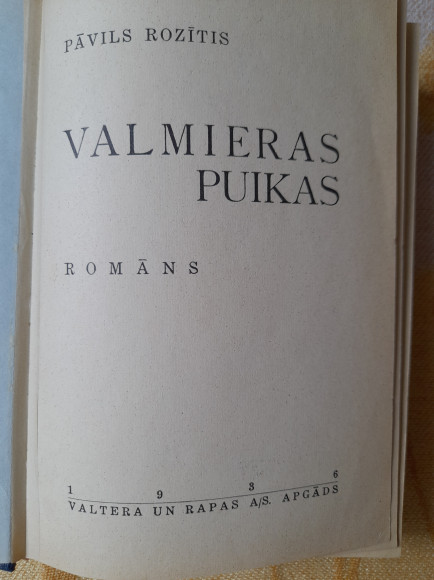 PĀVILS ROZĪTIS
VALMIERAS
PUIKAS
ROMĀNS
1 9 3 6
VALTERA UN RAPAS A/S. APGĀDS